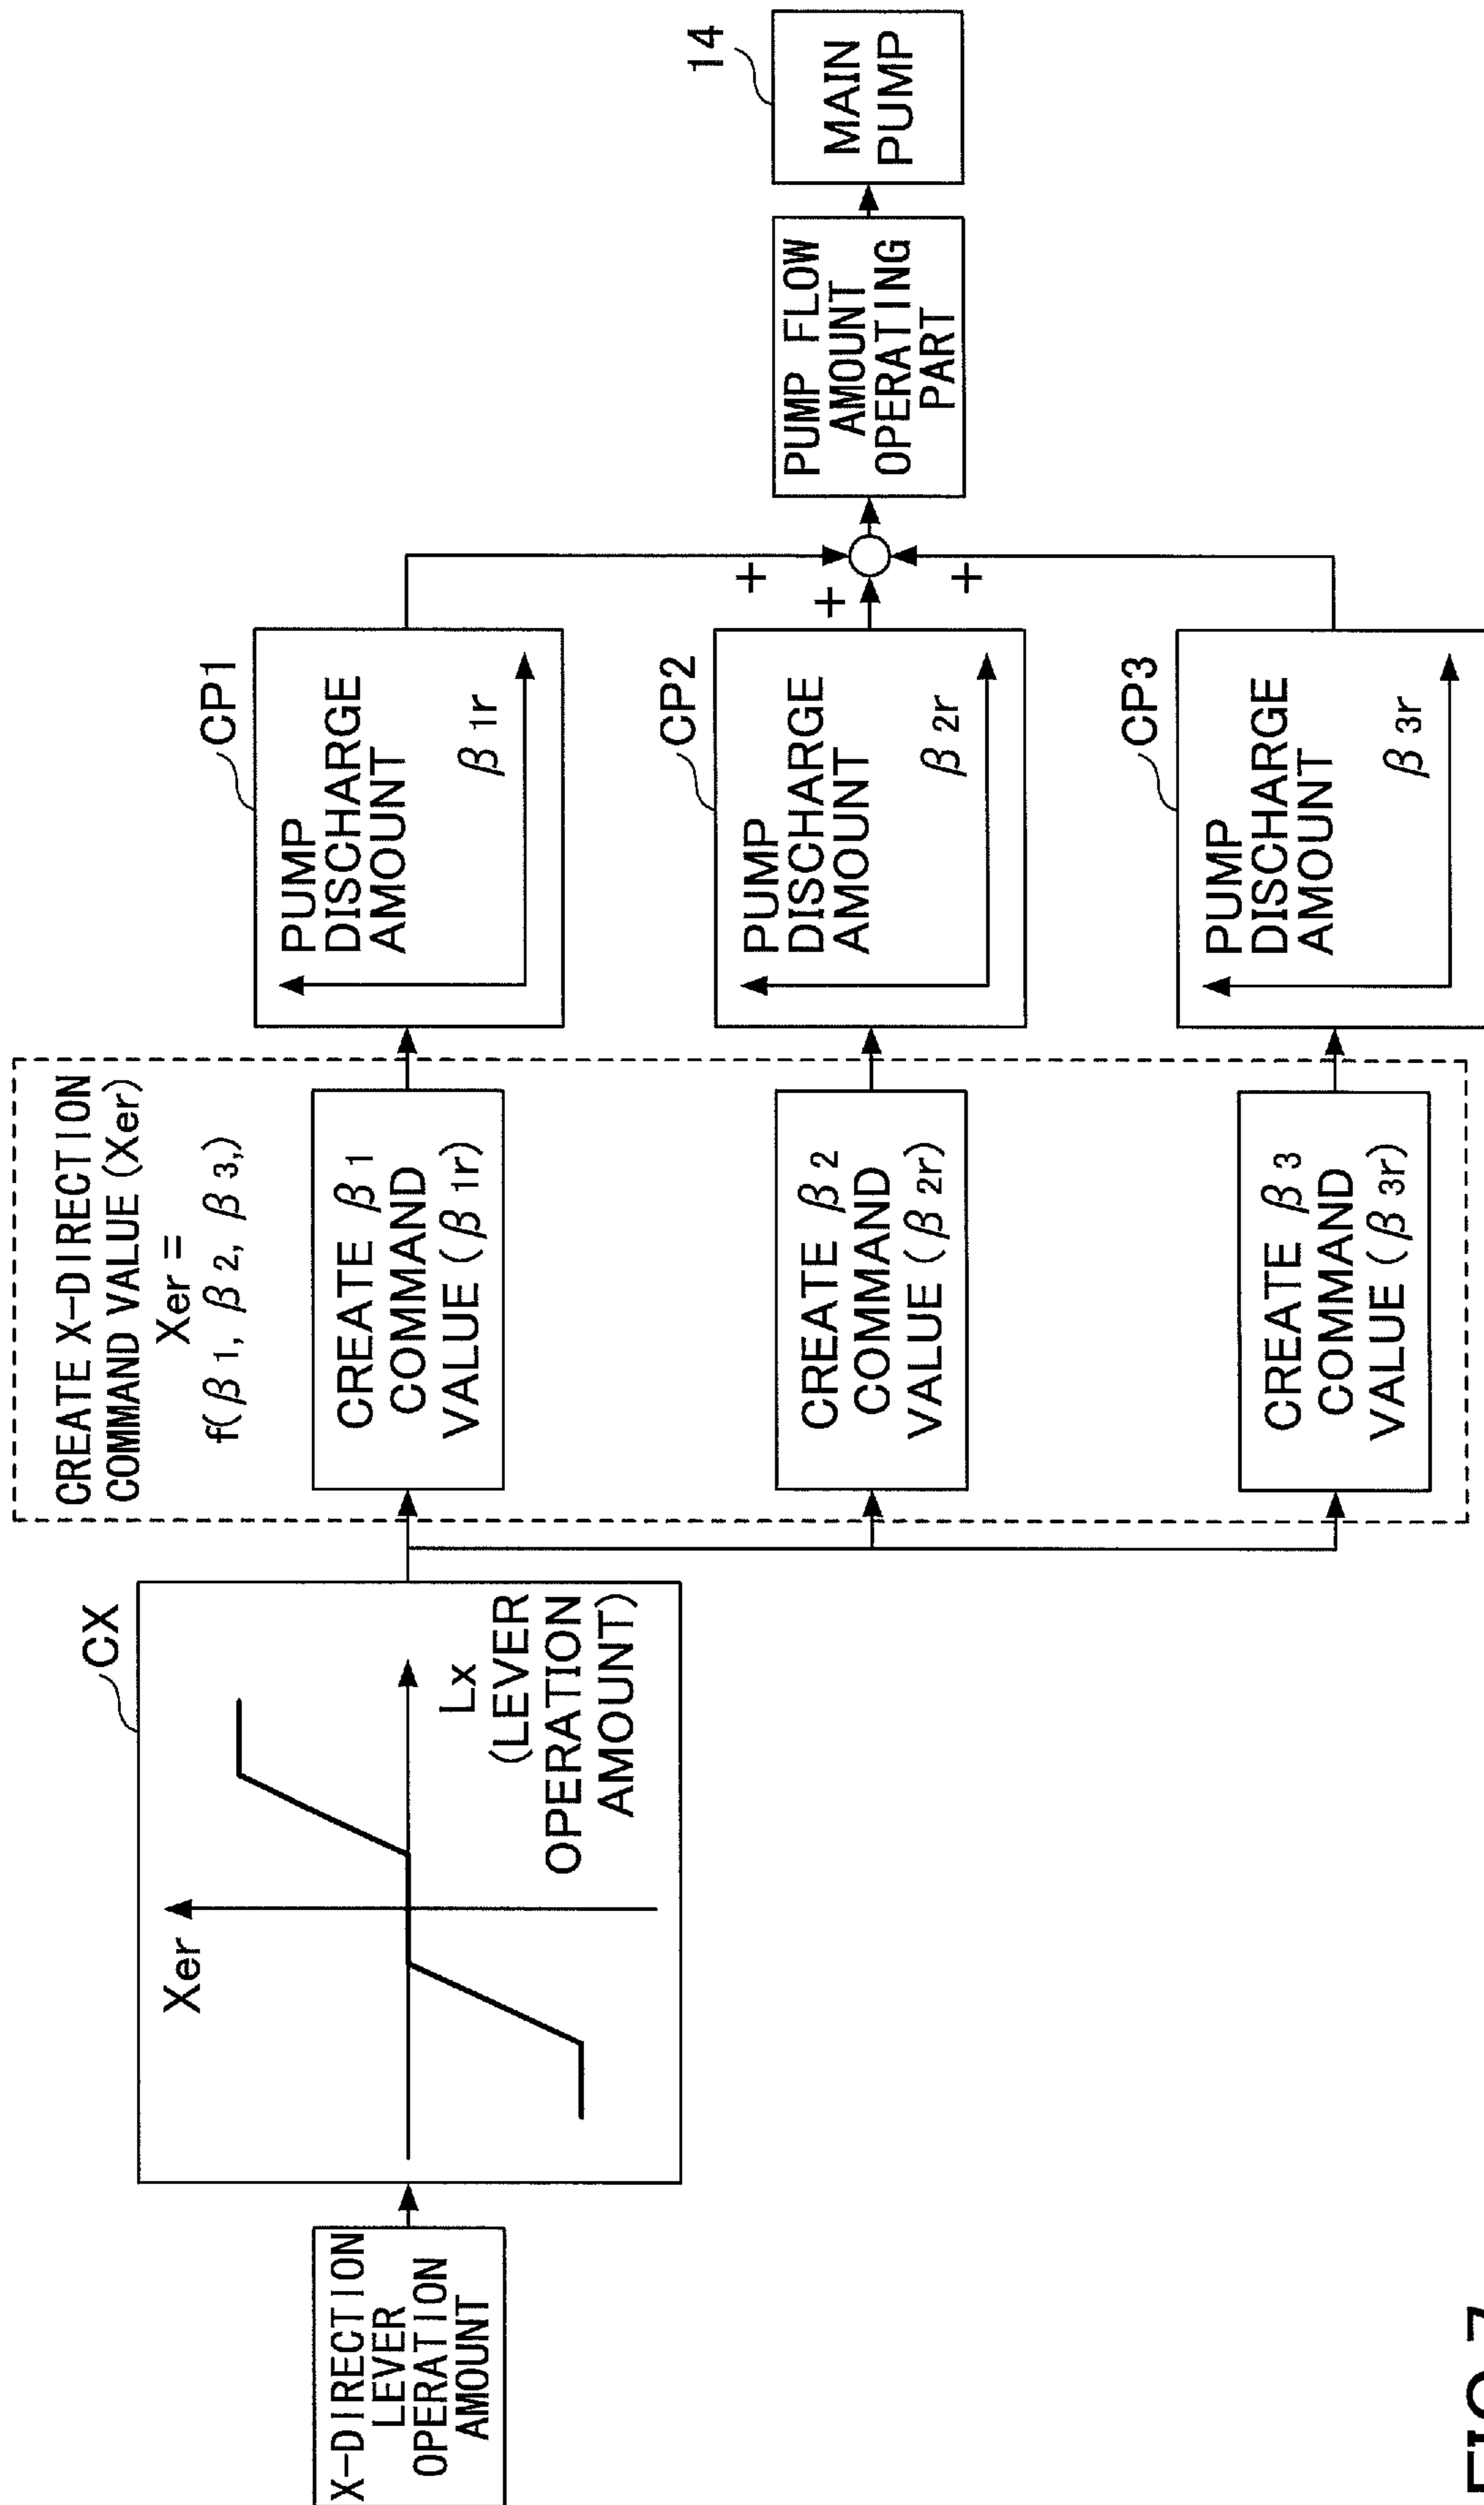 X-DIRECTION
LEVER
OPERATION
AMOUNT
CX
Xer
Lx
(LEVER
OPERATION
AMOUNT)
CREATE X-DIRECTION
COMMAND VALUE (Xer)
Xer =
f(β1, β2, β3,)
CREATE β1
COMMAND
VALUE (β1r)
CREATE β2
COMMAND
VALUE (β2r)
CREATE β3
COMMAND
VALUE (β3r)
CP1
PUMP
DISCHARGE
AMOUNT
β1r
CP2
PUMP
DISCHARGE
AMOUNT
β2r
CP3
PUMP
DISCHARGE
AMOUNT
β3r
+
+
+
PUMP FLOW
AMOUNT
OPERATING
PART
14
MAIN
PUMP